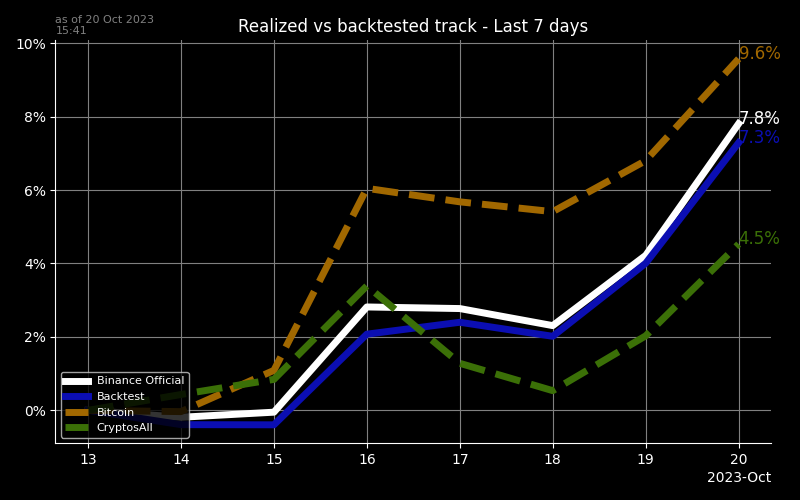 as of 20 Oct 2023
15:41
Realized vs backtested track - Last 7 days
10%
8%
6%
4%
2%
0%
9.6%
7.8%
7.3%
4.5%
Binance Official
Backtest
Bitcoin
CryptosAll
13 14 15 16 17 18 19 20
2023-Oct